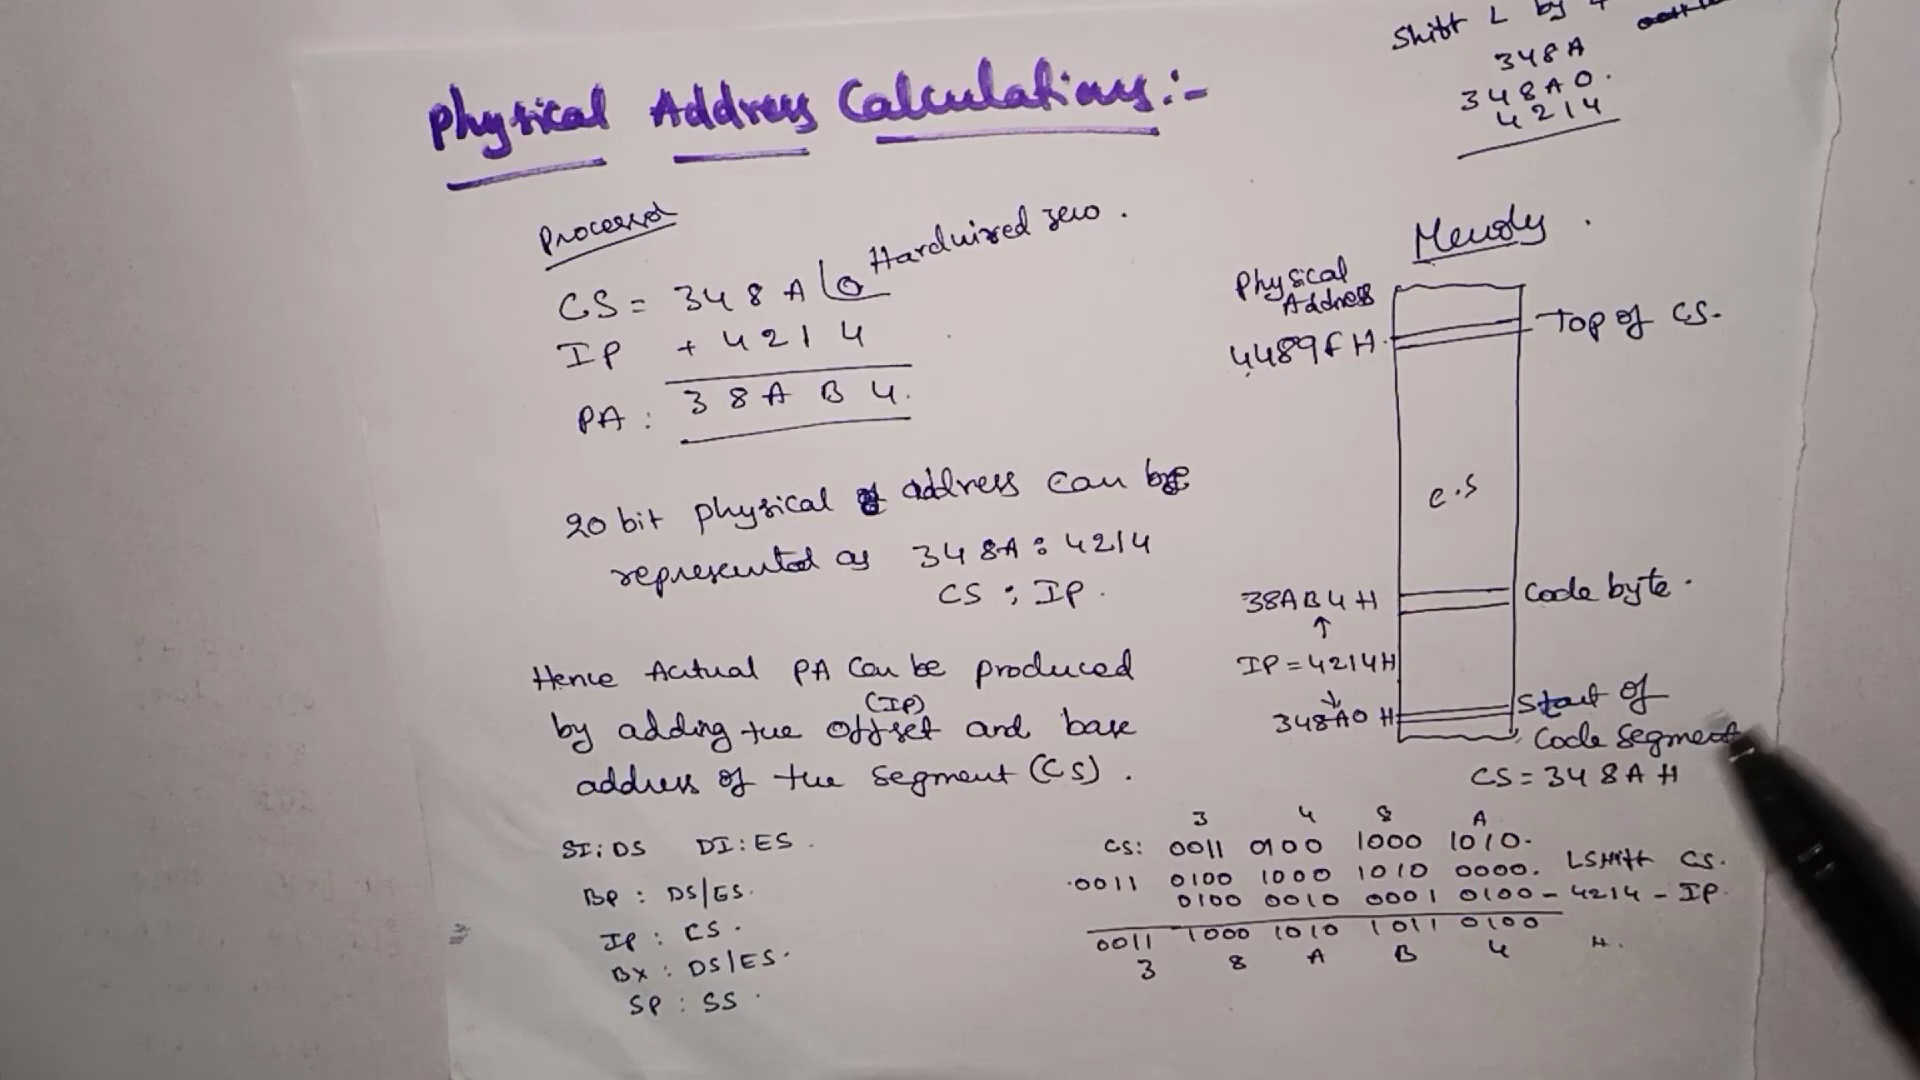 Shift L by
348A
348A0.
4214
Physical Address Calculations:-
Processor
CS = 348A 0 Hardwired zero.
IP + 4214
PA: 38AB4.
20 bit physical address can be
represented as 348A : 4214
CS : IP.
Hence Actual PA can be produced
(IP)
by adding the offset and base
address of the segment (CS).
SI: DS DI: ES.
BP : DS/ES.
IP : CS.
BX : DS/ES.
SP : SS.
Memory.
Physical
Address
4489FH Top of CS.
C.S
38AB4H Code byte.
↑
IP = 4214H
↓
348A0 H Start of
Code Segment
CS = 348A H
3 4 8 A
CS: 0011 0100 1000 1010.
0011 0100 1000 1010 0000. LShift CS.
0100 0010 0001 0100 - 4214 - IP.
0011 1000 1010 1011 0100
3 8 A B 4 H.